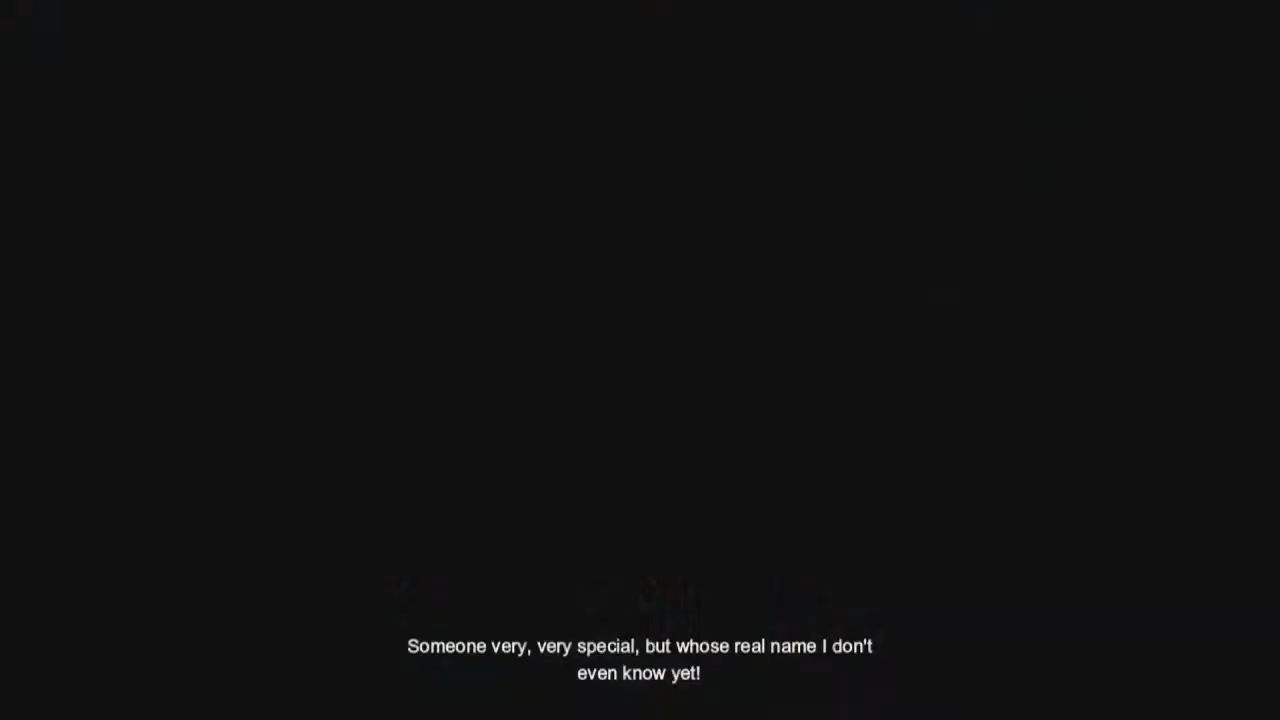 Someone very, very special, but whose real name I don't
even know yet!